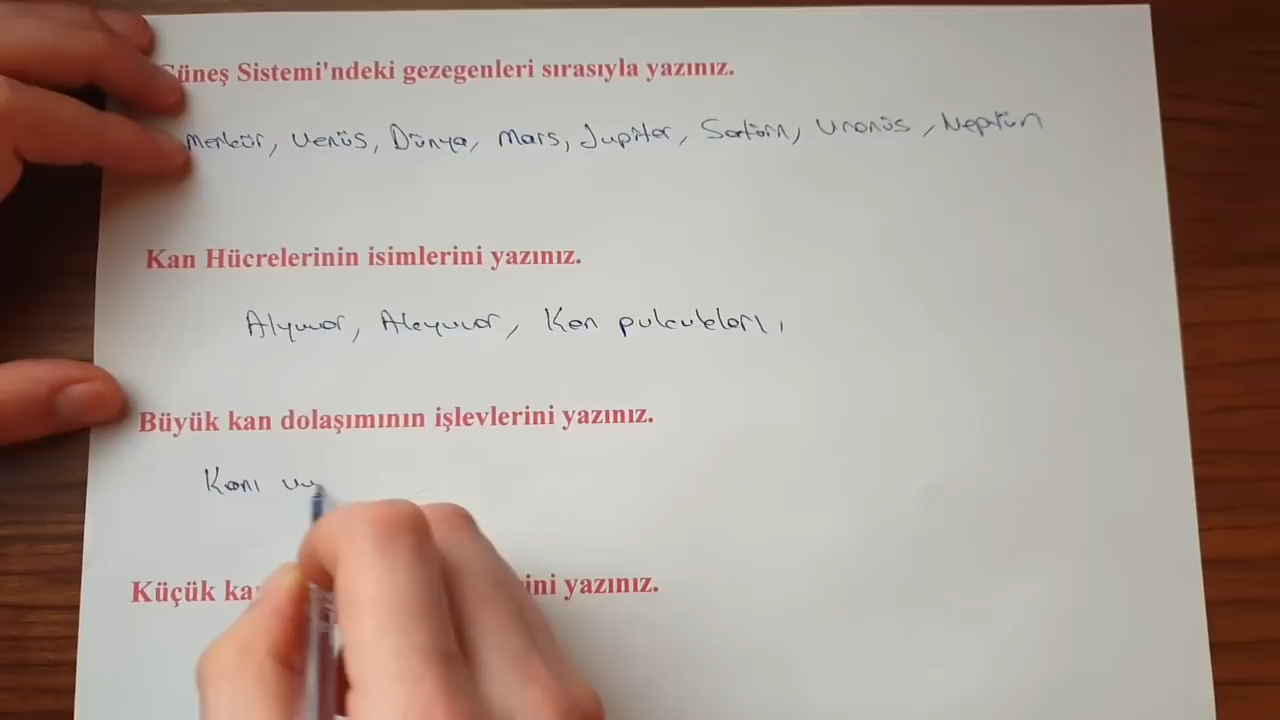 Güneş Sistemi'ndeki gezegenleri sırasıyla yazınız.
Merkür, Venüs, Dünya, Mars, Jupiter, Satürn, Uranüs, Neptün
Kan Hücrelerinin isimlerini yazınız.
Alyuvar, Akyuvar, Kan pulcukları,
Büyük kan dolaşımının işlevlerini yazınız.
Kanı
Küçük ini yazınız.